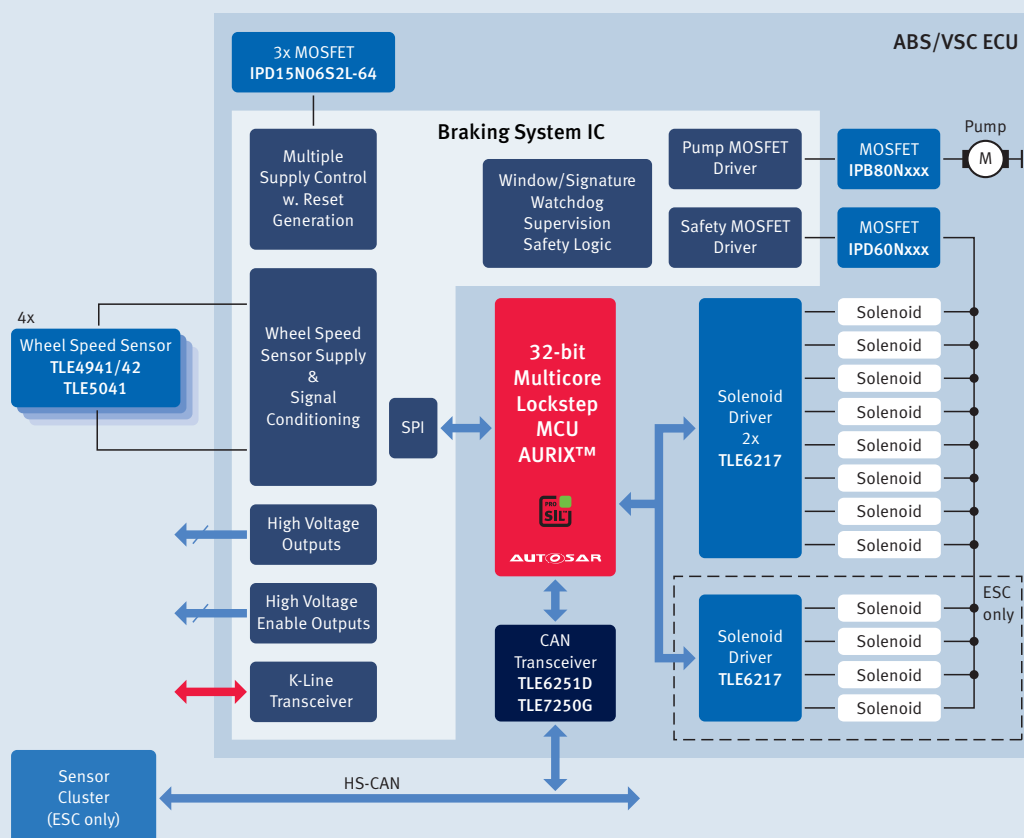 ABS/VSC ECU
3x MOSFET
IPD15N06S2L-64
Braking System IC
Multiple
Supply Control
w. Reset
Generation
Window/Signature
Watchdog
Supervision
Safety Logic
Pump MOSFET
Driver
MOSFET
IPB80Nxxx
Pump
M
Safety MOSFET
Driver
MOSFET
IPD60Nxxx
4x
Wheel Speed Sensor
TLE4941/42
TLE5041
Wheel Speed
Sensor Supply
&
Signal
Conditioning
SPI
32-bit
Multicore
Lockstep
MCU
AURIX™
PRO
SIL
AUTOSAR
Solenoid
Driver
2x
TLE6217
Solenoid
Solenoid
Solenoid
Solenoid
Solenoid
Solenoid
Solenoid
Solenoid
High Voltage
Outputs
High Voltage
Enable Outputs
K-Line
Transceiver
CAN
Transceiver
TLE6251D
TLE7250G
Solenoid
Driver
TLE6217
Solenoid
Solenoid
Solenoid
Solenoid
ESC
only
Sensor
Cluster
(ESC only)
HS-CAN